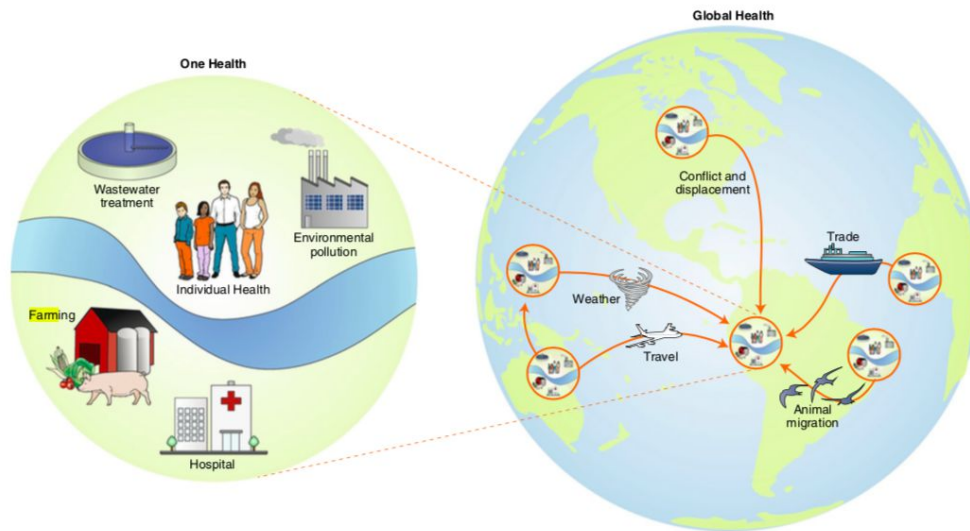 One Health
Wastewater
treatment
Environmental
pollution
Individual Health
Farming
Hospital
Global Health
Conflict and
displacement
Trade
Weather
Travel
Animal
migration